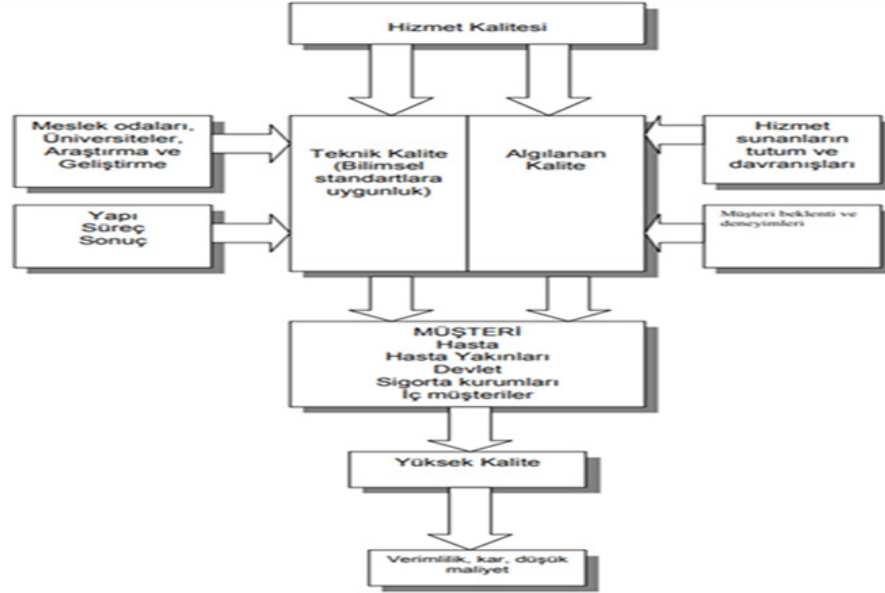 Hizmet Kalitesi
Meslek odaları,
Üniversiteler,
Araştırma ve
Geliştirme
Teknik Kalite
(Bilimsel
standartlara
uygunluk)
Algılanan
Kalite
Hizmet
sunanların
tutum ve
davranışları
Yapı
Süreç
Sonuç
Müşteri beklenti ve
deneyimleri
MÜŞTERİ
Hasta
Hasta Yakınları
Devlet
Sigorta kurumları
İç müşteriler
Yüksek Kalite
Verimlilik, kar, düşük
maliyet